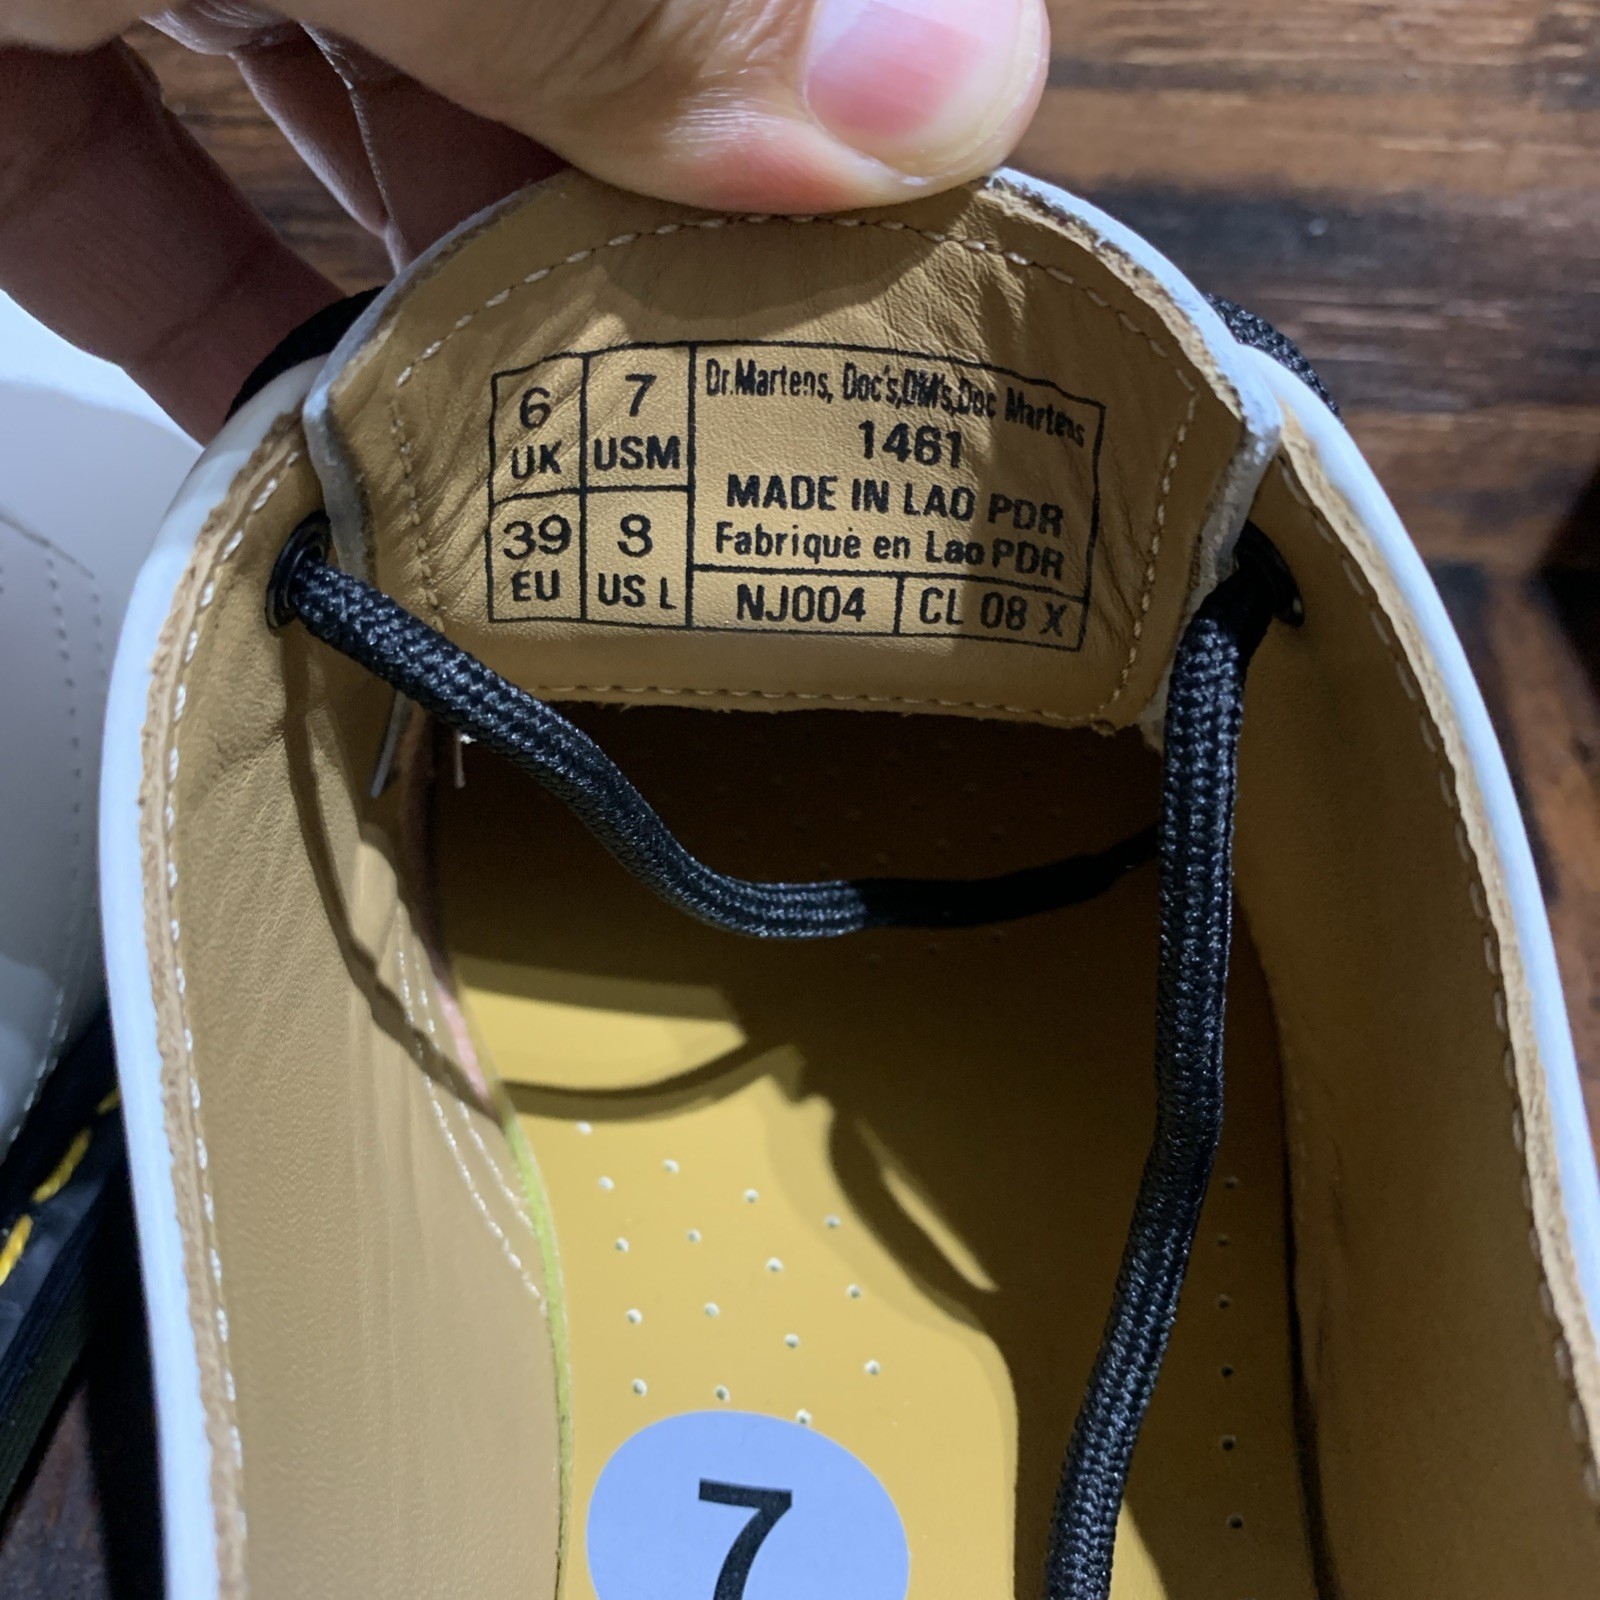 6 UK
7 USM
39 EU
8 US L
Dr.Martens, Doc's,DM's,Doc Martens
1461
MADE IN LAO PDR
Fabriqué en Lao PDR
NJ004
CL 08 X
7